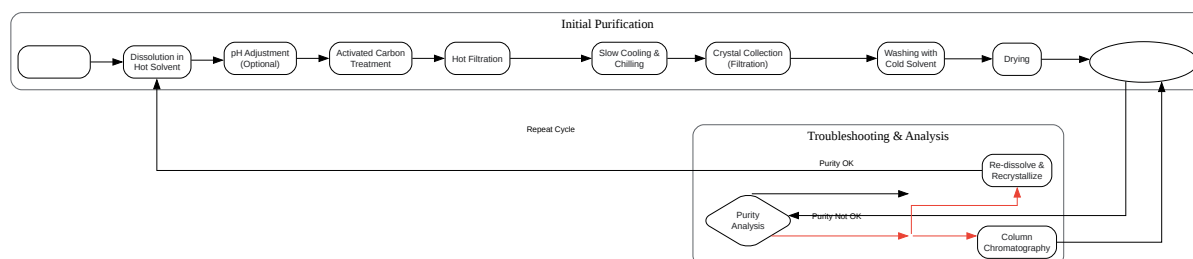 Initial Purification
Dissolution in
Hot Solvent
pH Adjustment
(Optional)
Activated Carbon
Treatment
Hot Filtration
Slow Cooling &
Chilling
Crystal Collection
(Filtration)
Washing with
Cold Solvent
Drying
Repeat Cycle
Troubleshooting & Analysis
Purity OK
Re-dissolve &
Recrystallize
Purity
Analysis
Purity Not OK
Column
Chromatography